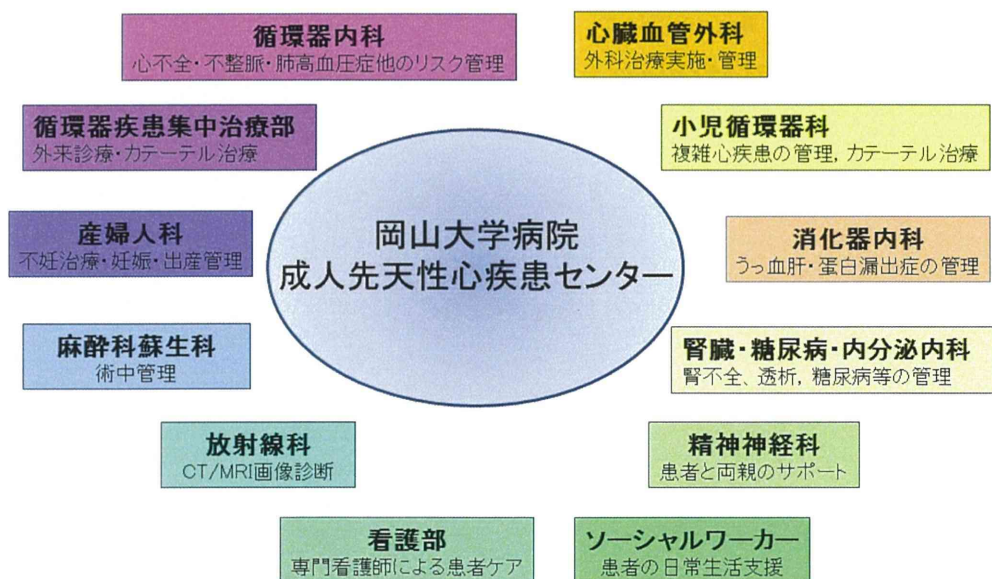 循環器内科
心不全・不整脈・肺高血圧症他のリスク管理
心臓血管外科
外科治療実施・管理
循環器疾患集中治療部
外来診療・カテーテル治療
小児循環器科
複雑心疾患の管理, カテーテル治療
岡山大学病院
成人先天性心疾患センター
産婦人科
不妊治療・妊娠・出産管理
消化器内科
うっ血肝・蛋白漏出症の管理
麻酔科蘇生科
術中管理
腎臓・糖尿病・内分泌内科
腎不全、透析, 糖尿病等の管理
放射線科
CT/MRI画像診断
精神神経科
患者と両親のサポート
看護部
専門看護師による患者ケア
ソーシャルワーカー
患者の日常生活支援